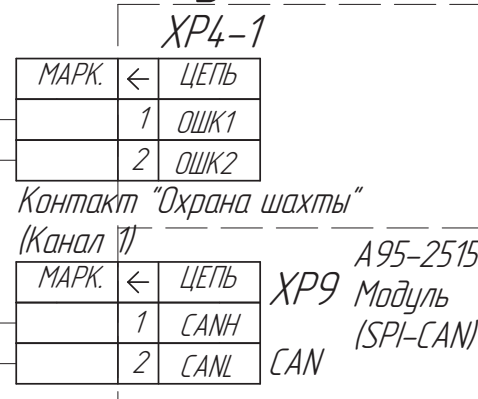 XP4-1
МАРК. ← ЦЕПЬ
1 ОШК1
2 ОШК2
Контакт "Охрана шахты"
(Канал 1)
МАРК. ← ЦЕПЬ
1 CANH
2 CANL
XP9
CAN
А95-2515
Модуль
(SPI-CAN)